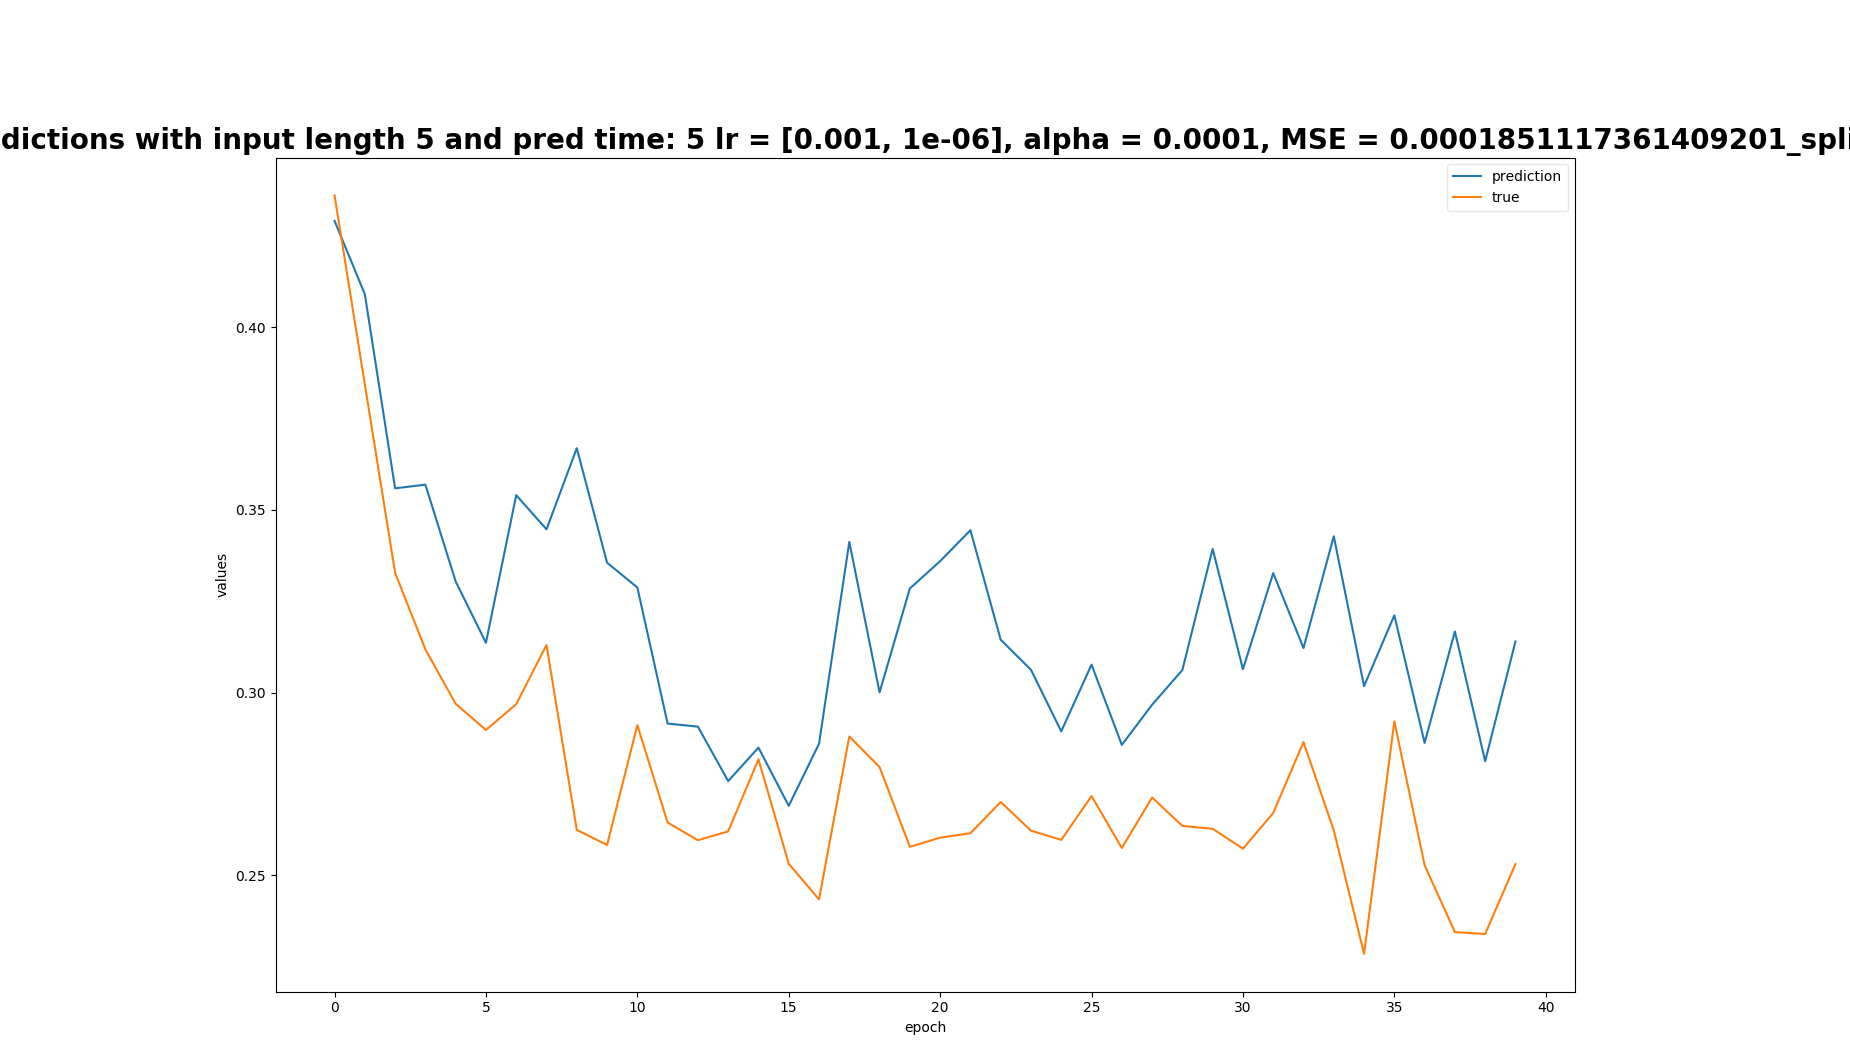 dictions with input length 5 and pred time: 5 lr = [0.001, 1e-06], alpha = 0.0001, MSE = 0.0001851117361409201_spli
prediction
true
0.40
0.35
0.30
0.25
values
0 5 10 15 20 25 30 35 40
epoch